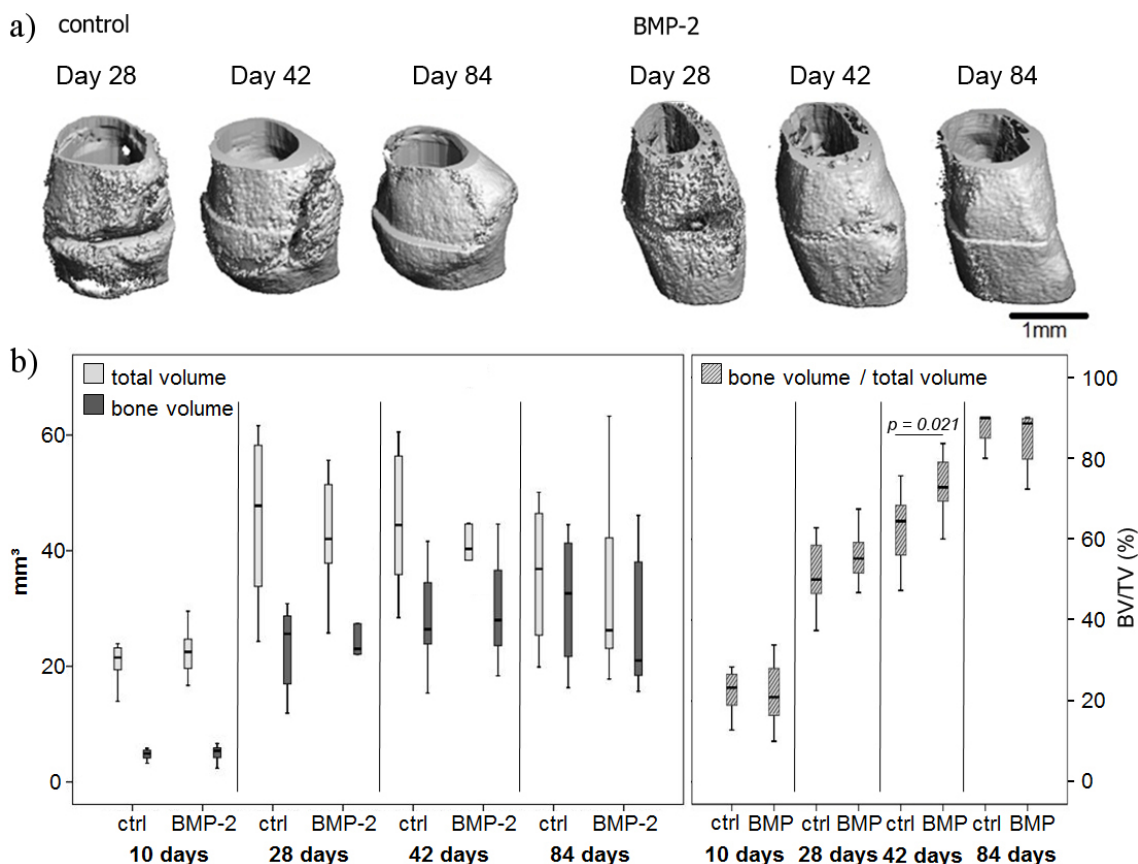 a) control BMP-2
Day 28 Day 42 Day 84 Day 28 Day 42 Day 84
1mm
b)
total volume
bone volume
bone volume / total volume
p = 0.021
60
40
20
0
mm³
100
80
60
40
20
0
BV/TV (%)
ctrl BMP-2 ctrl BMP-2 ctrl BMP-2 ctrl BMP-2
10 days 28 days 42 days 84 days
ctrl BMP ctrl BMP ctrl BMP ctrl BMP
10 days 28 days 42 days 84 days